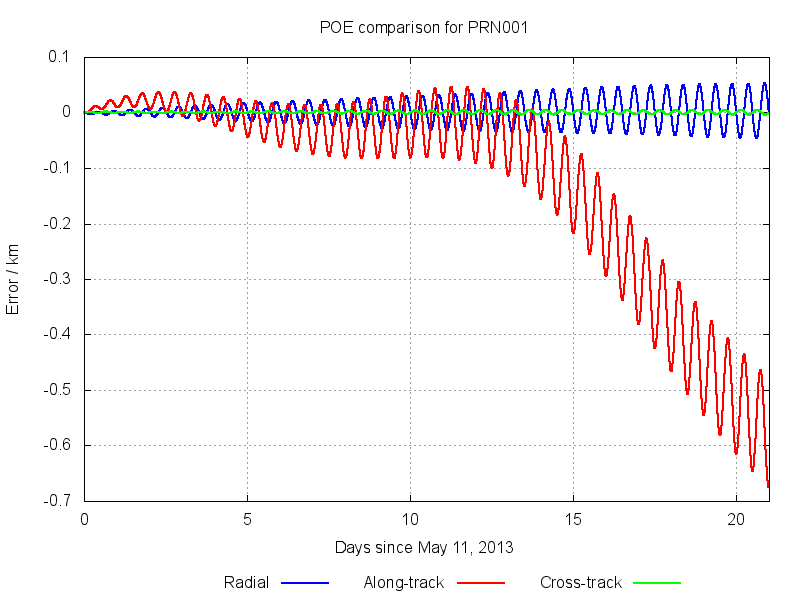 POE comparison for PRN001
0.1
0
-0.1
-0.2
-0.3
-0.4
-0.5
-0.6
-0.7
Error / km
0 5 10 15 20
Days since May 11, 2013
Radial Along-track Cross-track